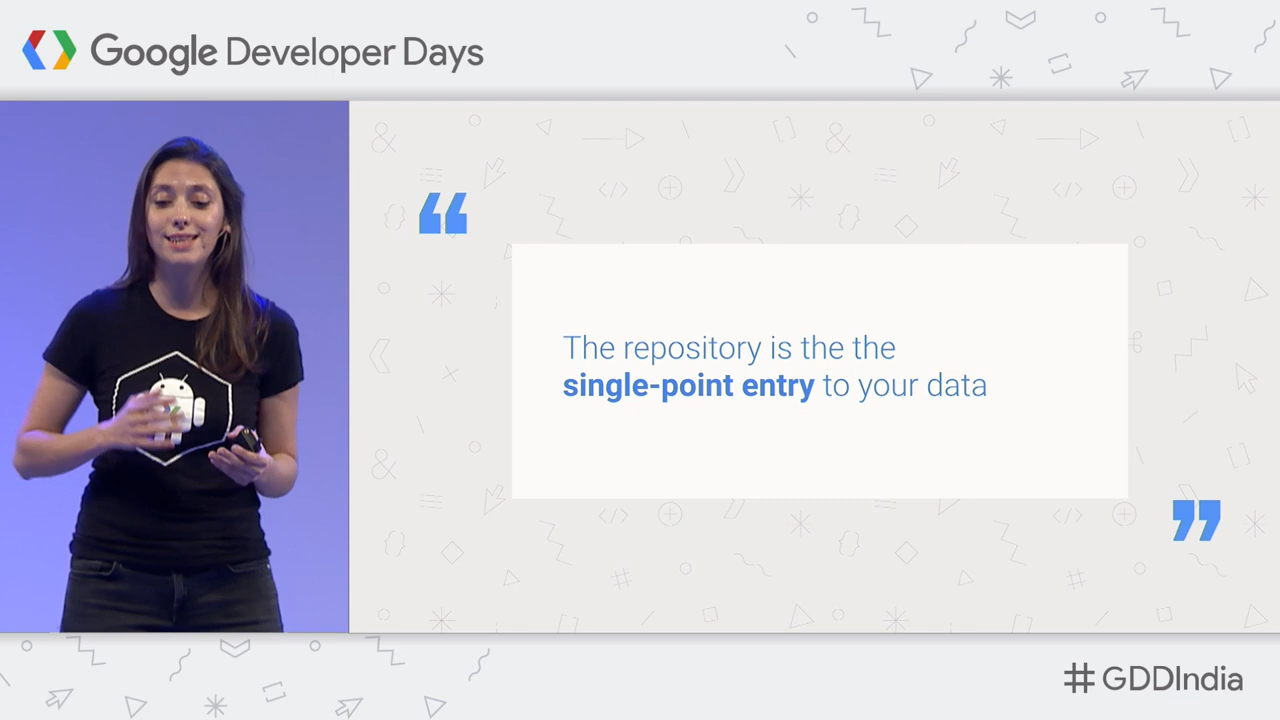 Google Developer Days
“
The repository is the the
single-point entry to your data
”
#GDDIndia